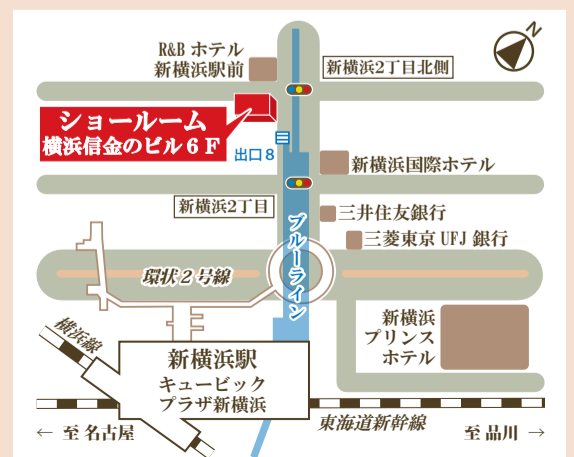 N
R&B ホテル
新横浜駅前
新横浜2丁目北側
ショールーム
横浜信金のビル６F
出口８
新横浜国際ホテル
新横浜2丁目
三井住友銀行
三菱東京 UFJ 銀行
ブルーライン
環状２号線
新横浜
プリンス
ホテル
横浜線
新横浜駅
キュービック
プラザ新横浜
東海道新幹線
← 至 名古屋
至 品川 →